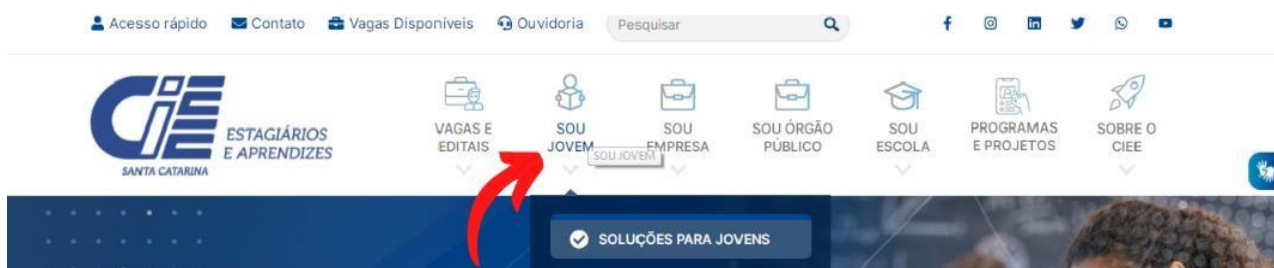 Acesso rápido Contato Vagas Disponíveis Ouvidoria Pesquisar
CIEE
ESTAGIÁRIOS
E APRENDIZES
SANTA CATARINA
VAGAS E
EDITAIS
SOU
JOVEM
SOU
EMPRESA
SOU ÓRGÃO
PÚBLICO
SOU
ESCOLA
PROGRAMAS
E PROJETOS
SOBRE O
CIEE
SOU JOVEM
SOLUÇÕES PARA JOVENS